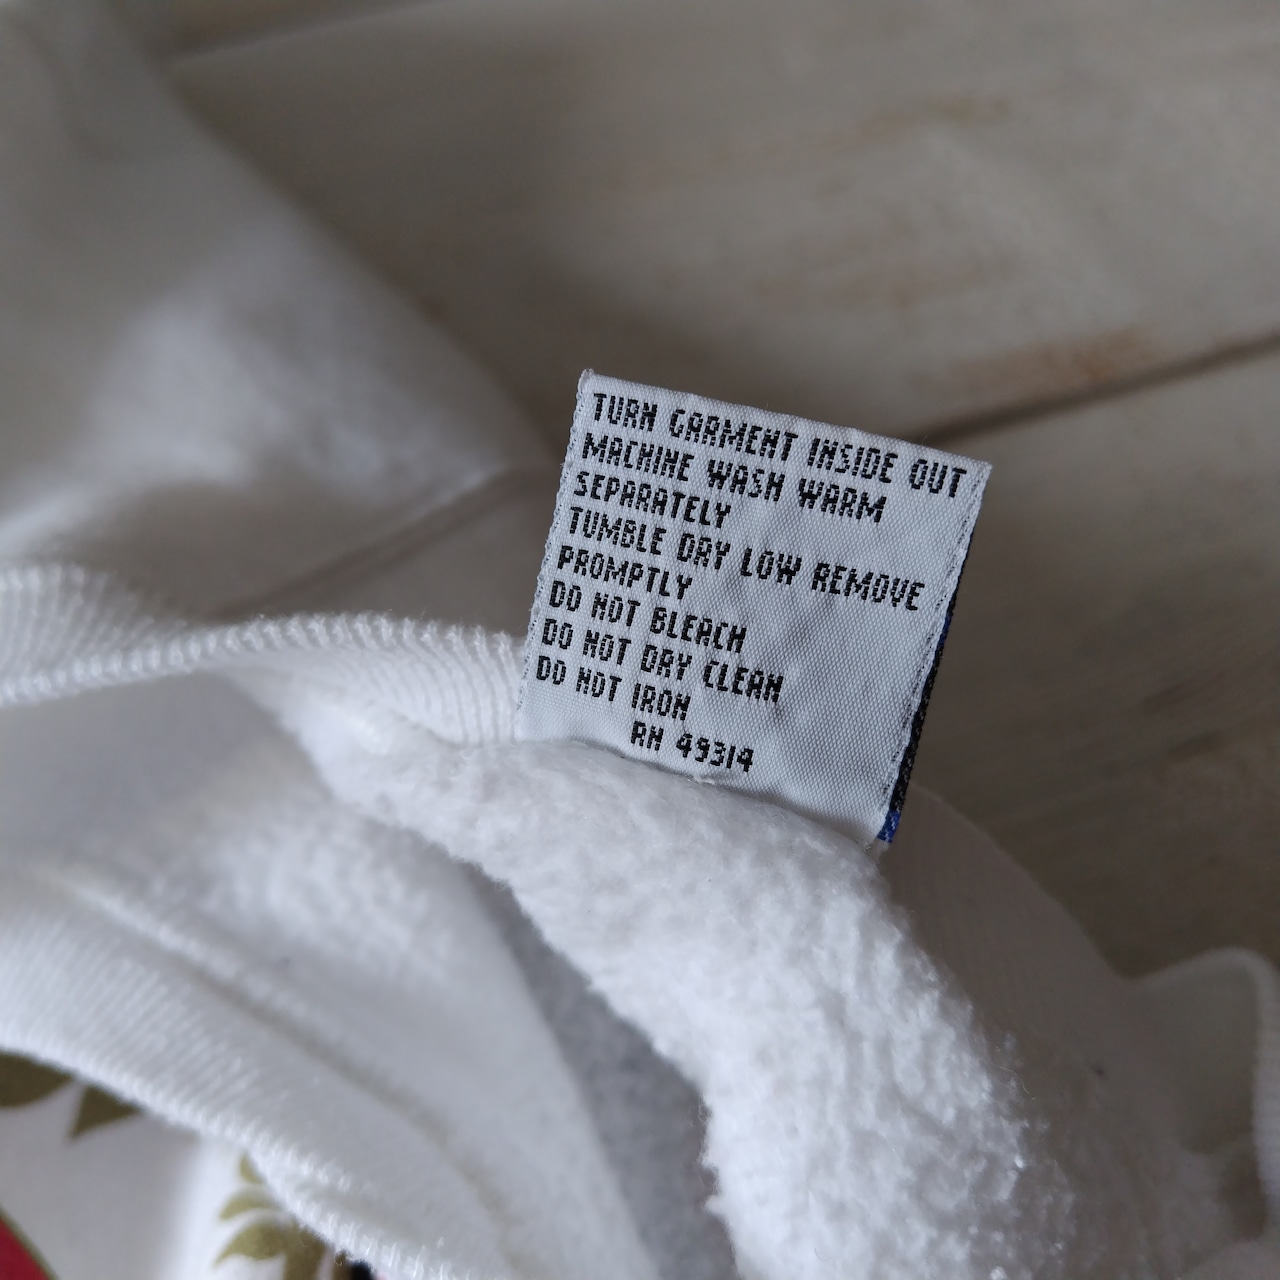 TURN GARMENT INSIDE OUT
MACHINE WASH WARM
SEPARATELY
TUMBLE DRY LOW REMOVE
PROMPTLY
DO NOT BLEACH
DO NOT DRY CLEAN
DO NOT IRON
RN 49314